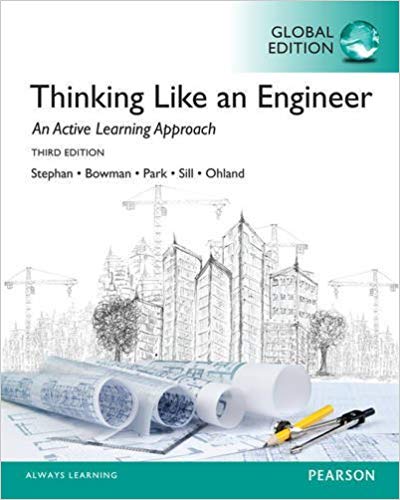 GLOBAL
EDITION
Thinking Like an Engineer
An Active Learning Approach
THIRD EDITION
Stephan • Bowman • Park • Sill • Ohland
ALWAYS LEARNING
PEARSON